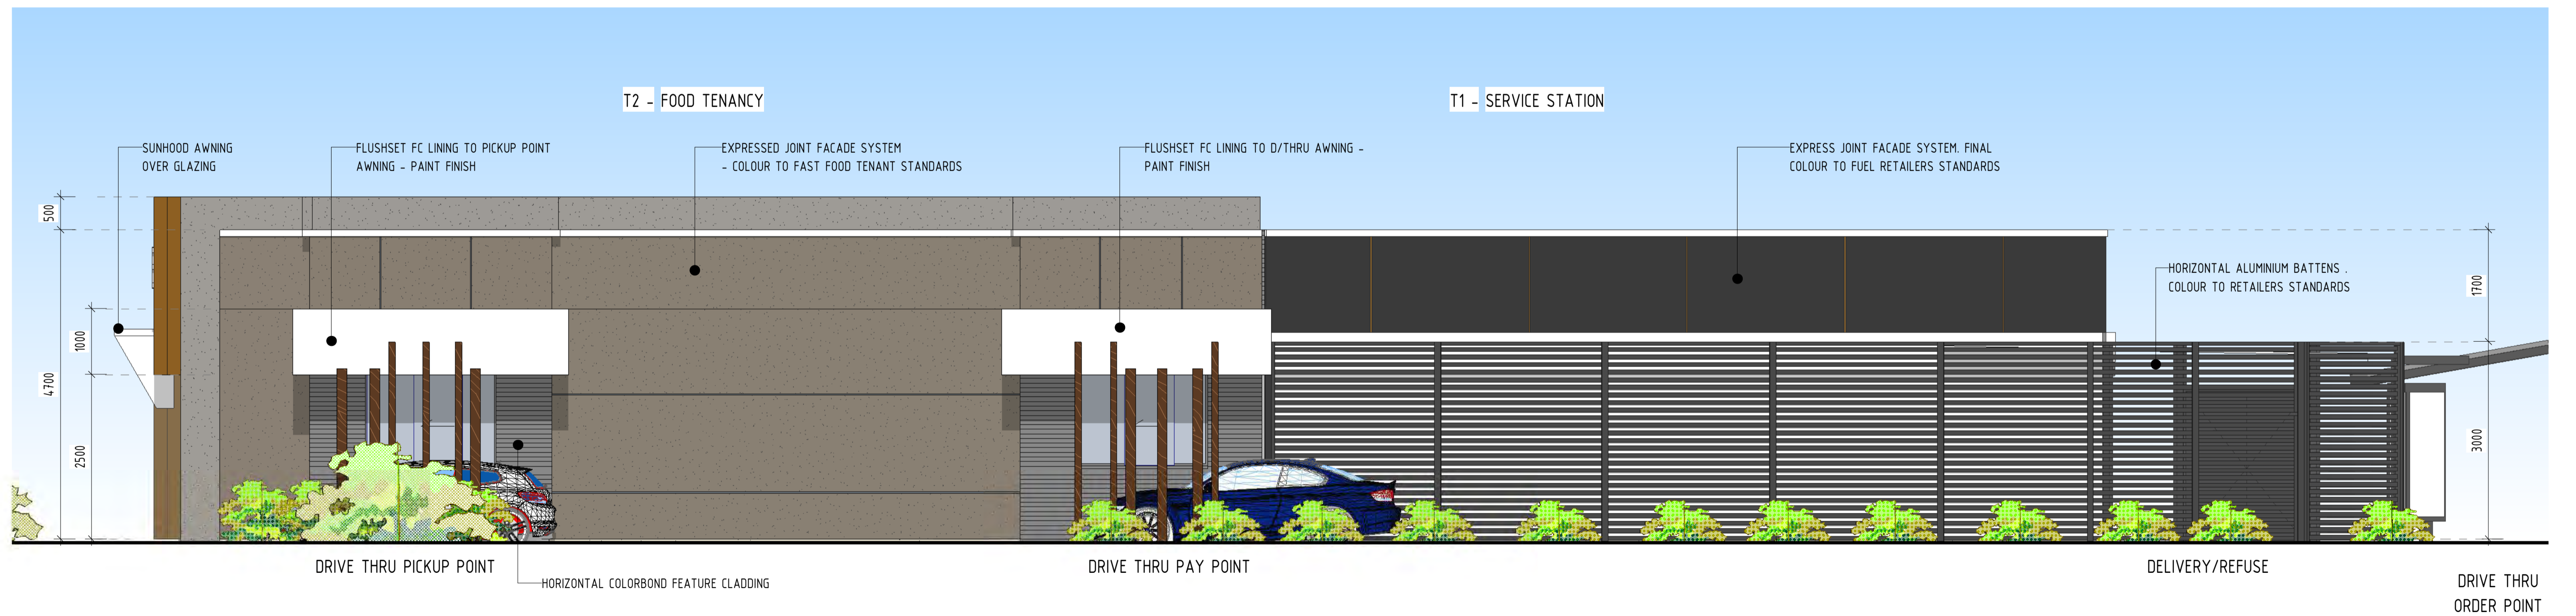 T2 - FOOD TENANCY
T1 - SERVICE STATION
SUNHOOD AWNING
OVER GLAZING
FLUSHSET FC LINING TO PICKUP POINT
AWNING - PAINT FINISH
EXPRESSED JOINT FACADE SYSTEM
- COLOUR TO FAST FOOD TENANT STANDARDS
FLUSHSET FC LINING TO D/THRU AWNING -
PAINT FINISH
EXPRESS JOINT FACADE SYSTEM. FINAL
COLOUR TO FUEL RETAILERS STANDARDS
HORIZONTAL ALUMINIUM BATTENS .
COLOUR TO RETAILERS STANDARDS
500
4700
1000
2500
1700
3000
DRIVE THRU PICKUP POINT
HORIZONTAL COLORBOND FEATURE CLADDING
DRIVE THRU PAY POINT
DELIVERY/REFUSE
DRIVE THRU
ORDER POINT